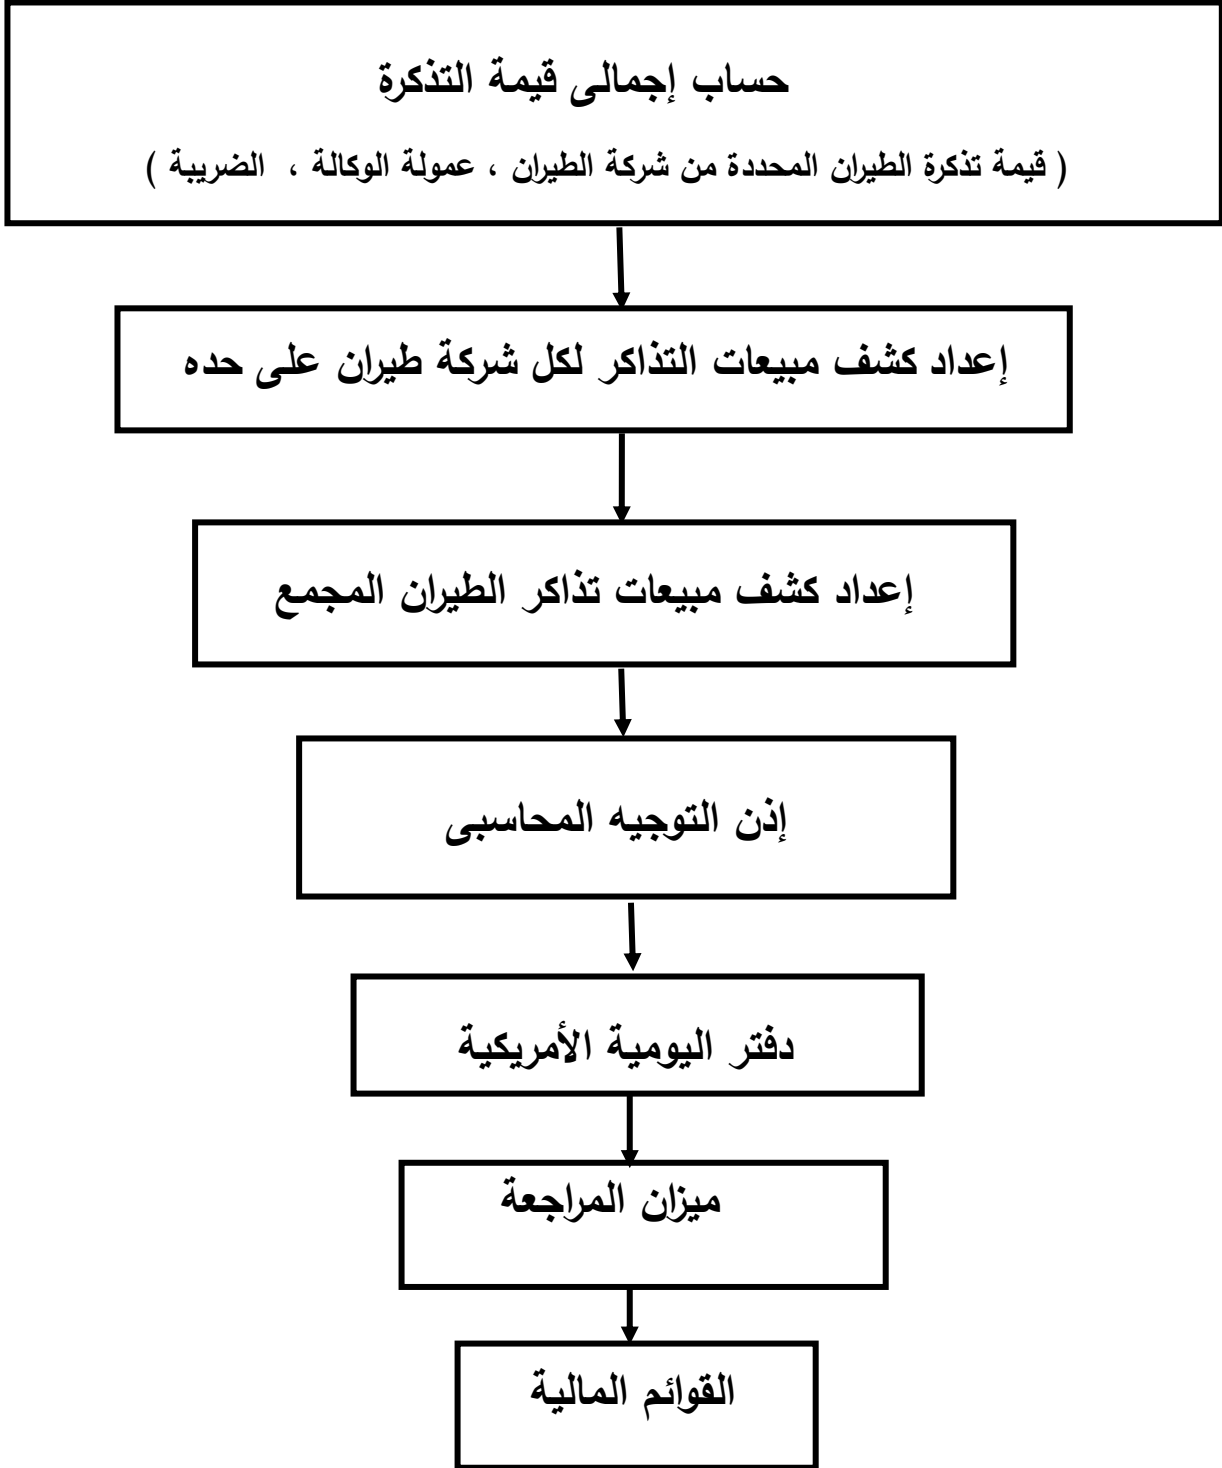 حساب إجمالى قيمة التذكرة
( قيمة تذكرة الطيران المحددة من شركة الطيران ، عمولة الوكالة ، الضريبة )
إعداد كشف مبيعات التذاكر لكل شركة طيران على حده
إعداد كشف مبيعات تذاكر الطيران المجمع
إذن التوجيه المحاسبى
دفتر اليومية الأمريكية
ميزان المراجعة
القوائم المالية